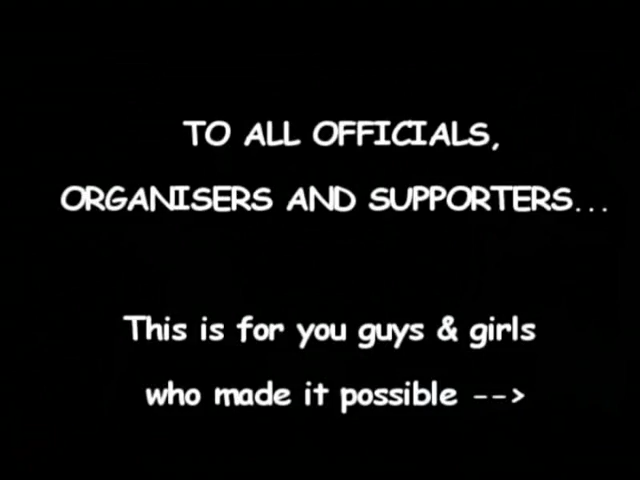 TO ALL OFFICIALS,
ORGANISERS AND SUPPORTERS...
This is for you guys & girls
who made it possible -->